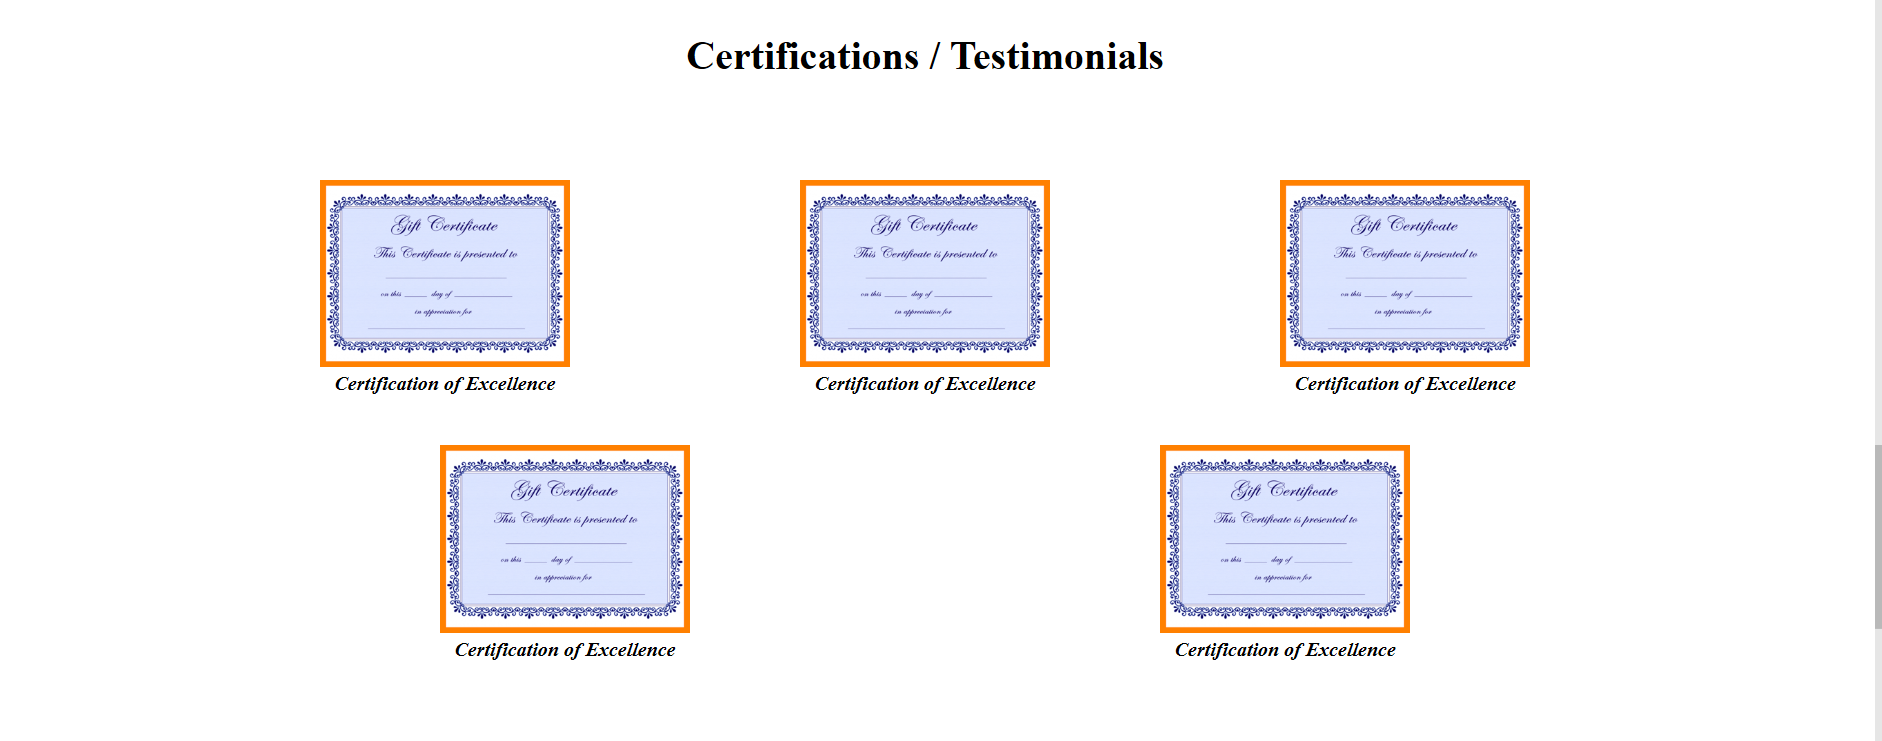 Certifications / Testimonials
Gift Certificate
This Certificate is presented to
on this ____ day of ________
in appreciation for
Certification of Excellence
Gift Certificate
This Certificate is presented to
on this ____ day of ________
in appreciation for
Certification of Excellence
Gift Certificate
This Certificate is presented to
on this ____ day of ________
in appreciation for
Certification of Excellence
Gift Certificate
This Certificate is presented to
on this ____ day of ________
in appreciation for
Certification of Excellence
Gift Certificate
This Certificate is presented to
on this ____ day of ________
in appreciation for
Certification of Excellence